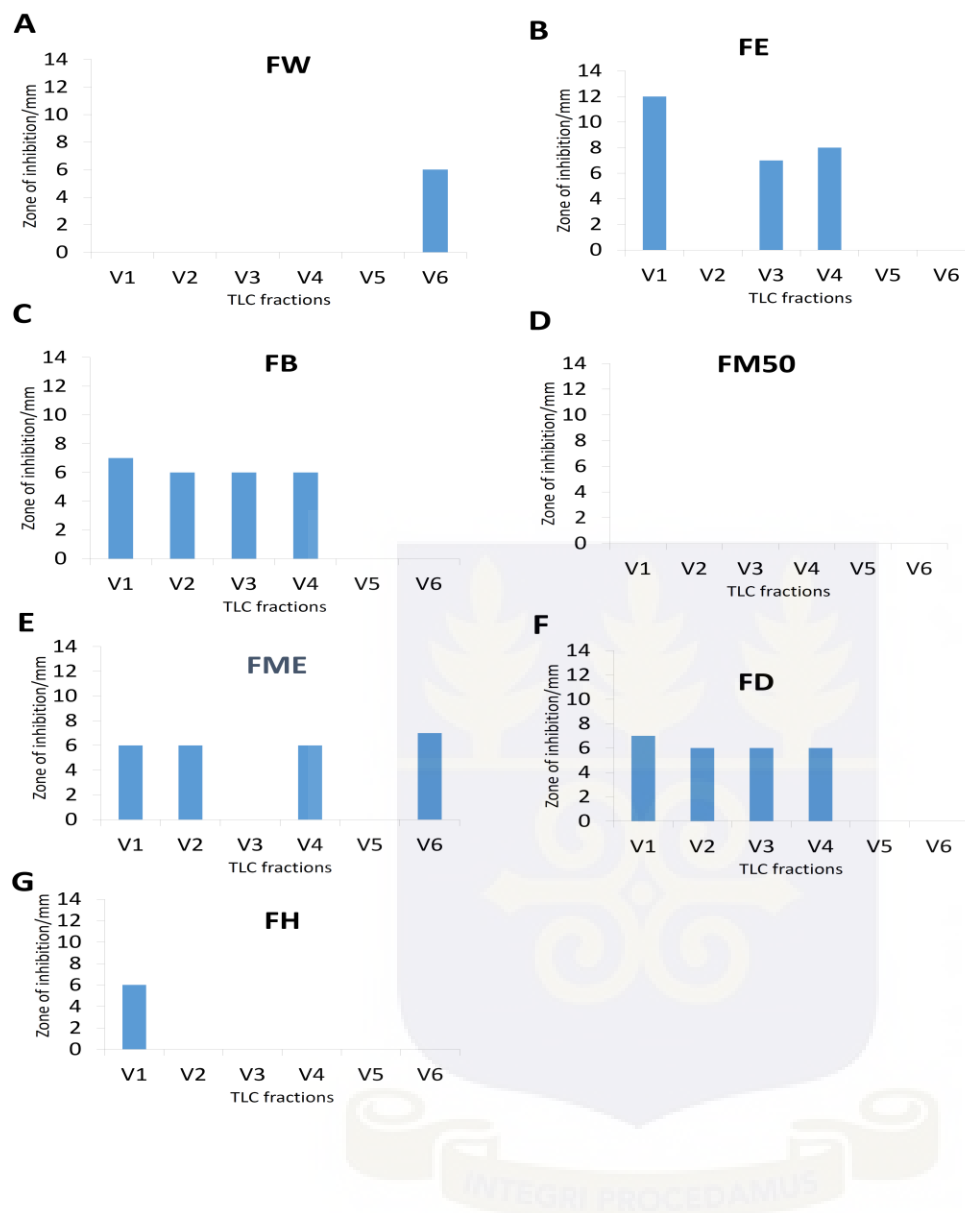 A
FW
Zone of inhibition/mm
14
12
10
8
6
4
2
0
V1 V2 V3 V4 V5 V6
TLC fractions
B
FE
Zone of inhibition/mm
14
12
10
8
6
4
2
0
V1 V2 V3 V4 V5 V6
TLC fractions
C
FB
Zone of inhibition/mm
14
12
10
8
6
4
2
0
V1 V2 V3 V4 V5 V6
TLC fractions
D
FM50
Zone of inhibition/mm
14
12
10
8
6
4
2
0
V1 V2 V3 V4 V5 V6
TLC fractions
E
FME
Zone of inhibition/mm
14
12
10
8
6
4
2
0
V1 V2 V3 V4 V5 V6
TLC fractions
F
FD
Zone of inhibition/mm
14
12
10
8
6
4
2
0
V1 V2 V3 V4 V5 V6
TLC fractions
G
FH
Zone of inhibition/mm
14
12
10
8
6
4
2
0
V1 V2 V3 V4 V5 V6
TLC fractions
INTEGRI PROCEDAMUS